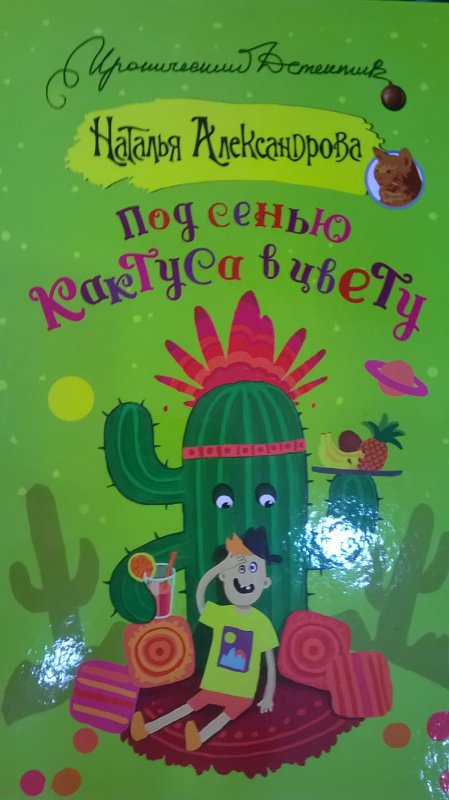 Иронический Детектив
Наталья Александрова
Под сенью
кактуса в цвету